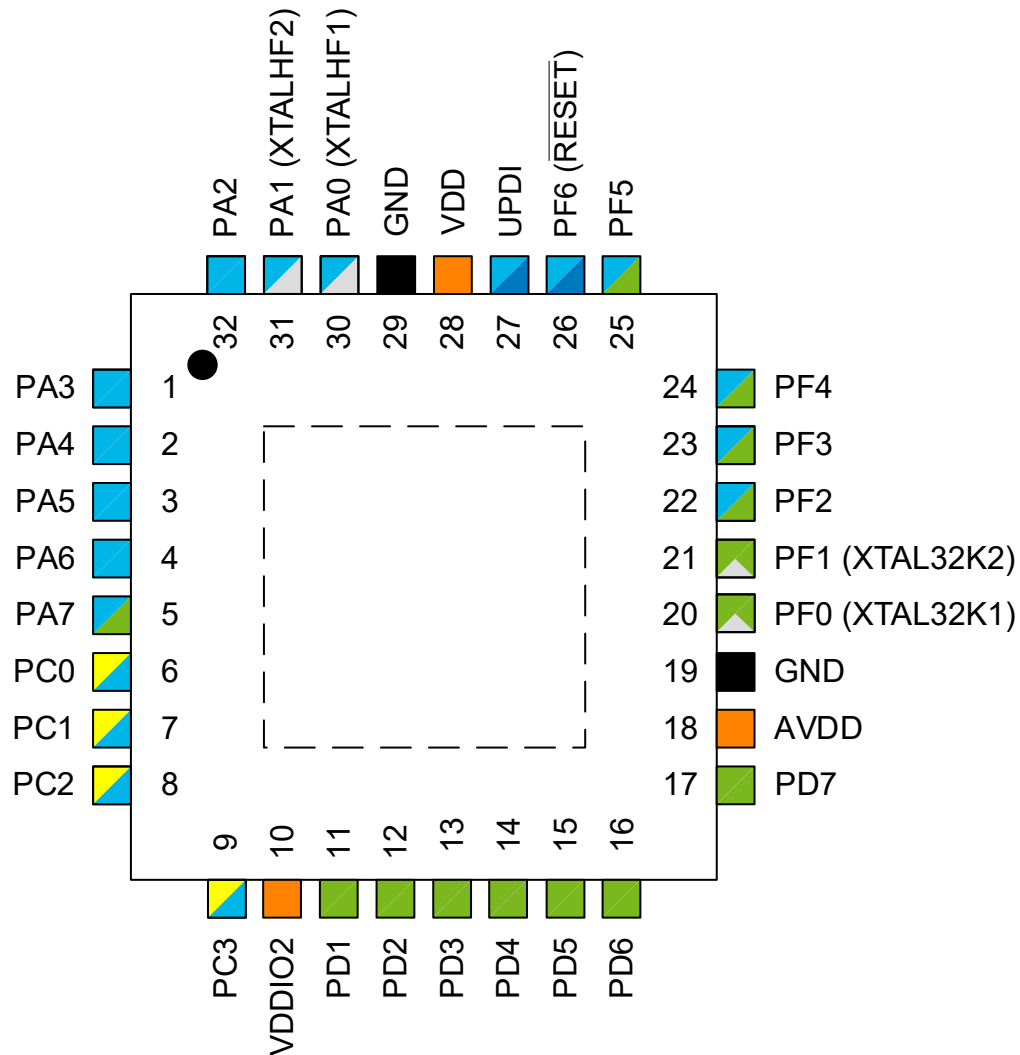 PA2
PA1 (XTALHF2)
PA0 (XTALHF1)
GND
VDD
UPDI
PF6 (RESET)
PF5
32
31
30
29
28
27
26
25
PA3 1
PA4 2
PA5 3
PA6 4
PA7 5
PC0 6
PC1 7
PC2 8
24 PF4
23 PF3
22 PF2
21 PF1 (XTAL32K2)
20 PF0 (XTAL32K1)
19 GND
18 AVDD
17 PD7
9
10
11
12
13
14
15
16
PC3
VDDIO2
PD1
PD2
PD3
PD4
PD5
PD6